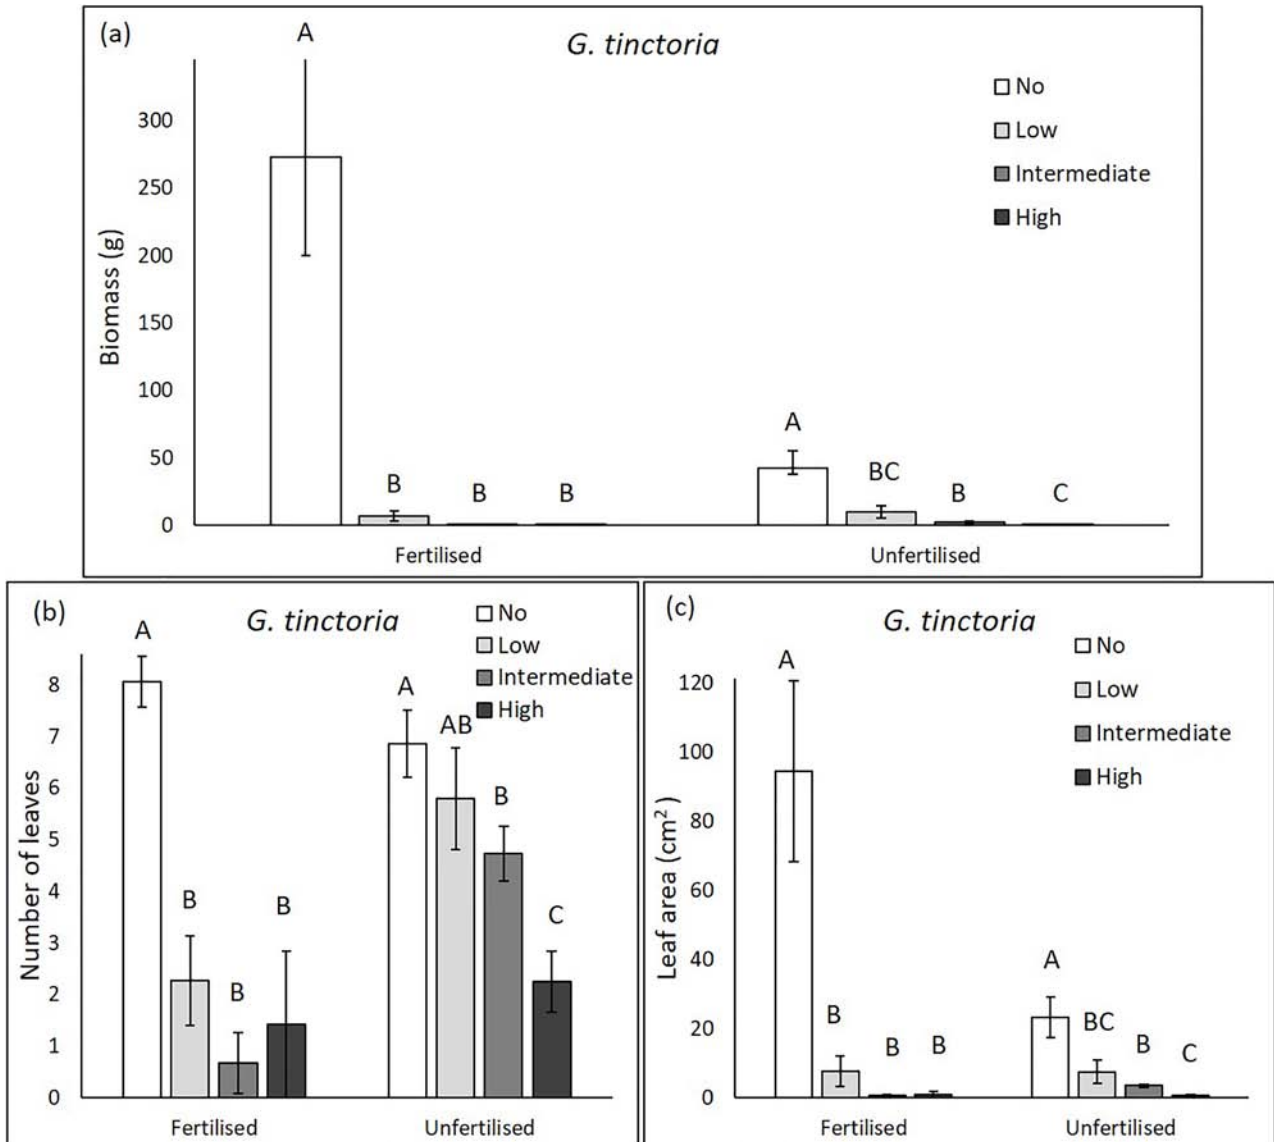 (a)
G. tinctoria
No
Low
Intermediate
High
Biomass (g)
300
250
200
150
100
50
0
A
B
B
B
A
BC
B
C
Fertilised
Unfertilised
(b)
G. tinctoria
No
Low
Intermediate
High
Number of leaves
8
7
6
5
4
3
2
1
0
A
B
B
B
A
AB
B
C
Fertilised
Unfertilised
(c)
G. tinctoria
No
Low
Intermediate
High
Leaf area (cm²)
120
100
80
60
40
20
0
A
B
B
B
A
BC
B
C
Fertilised
Unfertilised